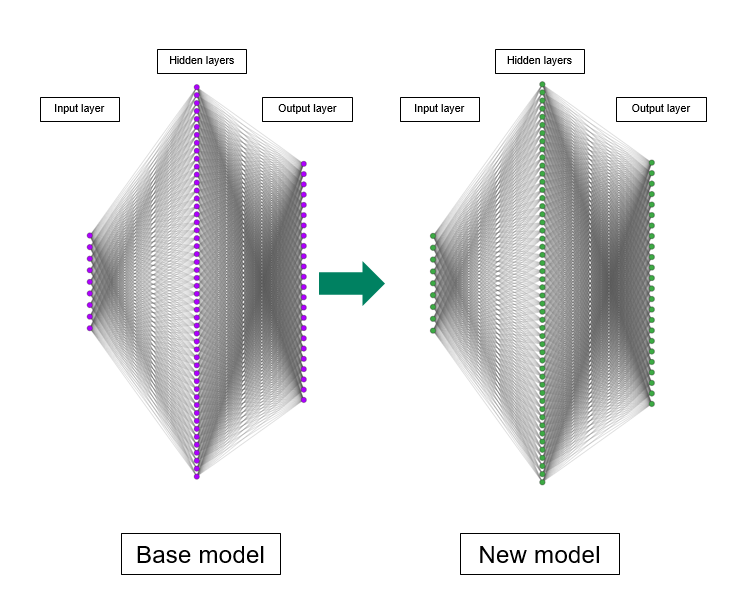 Hidden layers
Hidden layers
Input layer
Output layer
Input layer
Output layer
Base model
New model